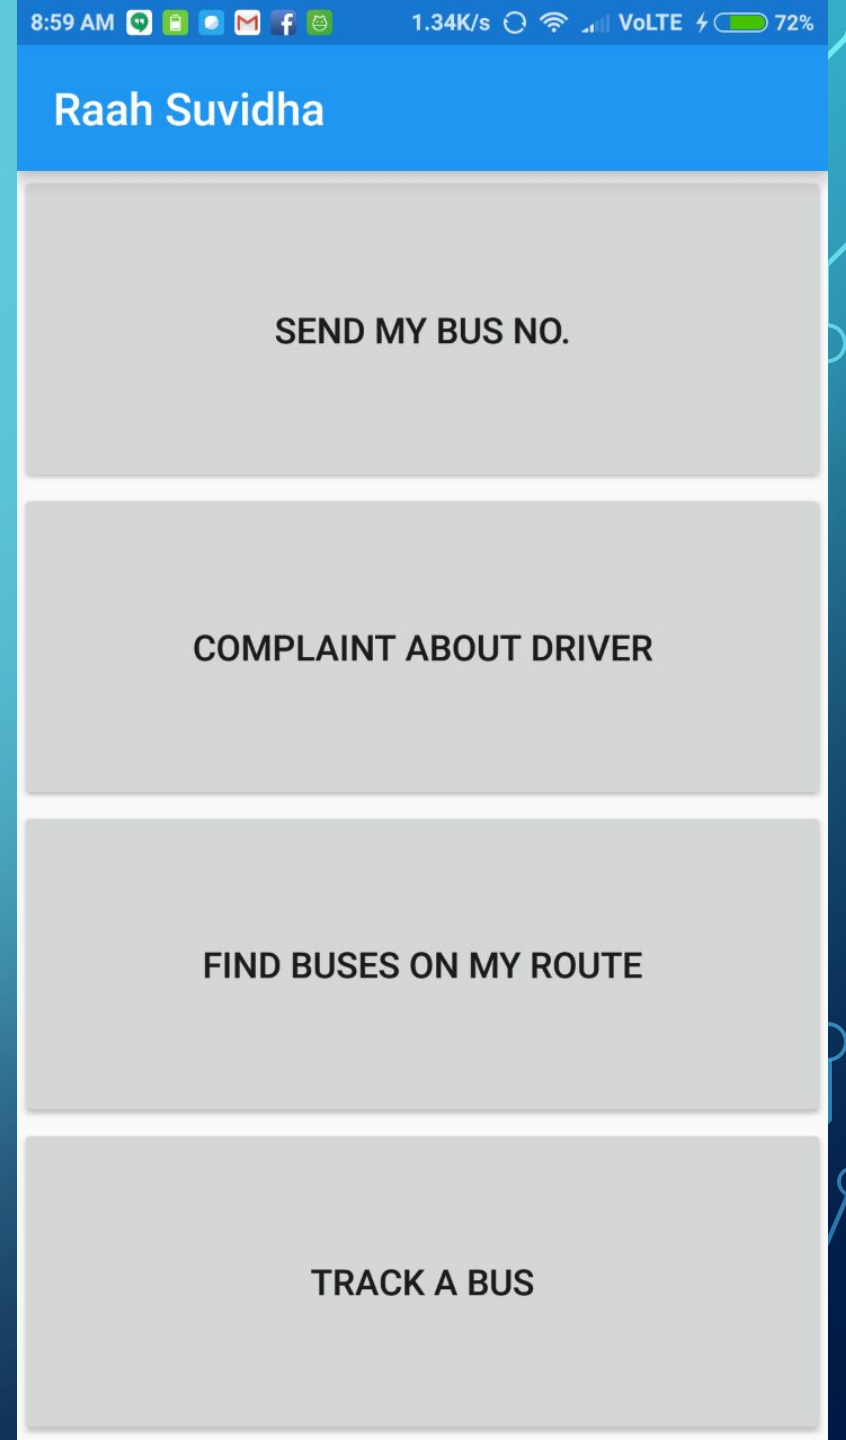 8:59 AM 1.34K/s VoLTE 72%
Raah Suvidha
SEND MY BUS NO.
COMPLAINT ABOUT DRIVER
FIND BUSES ON MY ROUTE
TRACK A BUS